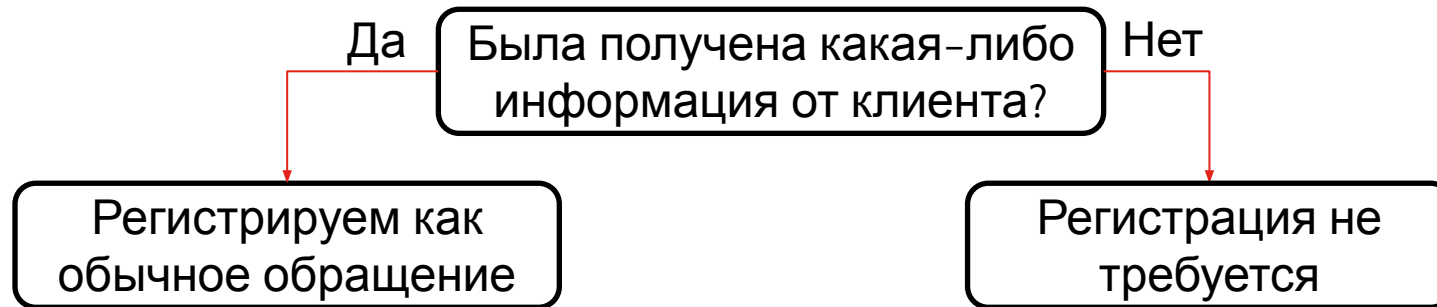 Да
Была получена какая-либо
информация от клиента?
Нет
Регистрируем как
обычное обращение
Регистрация не
требуется